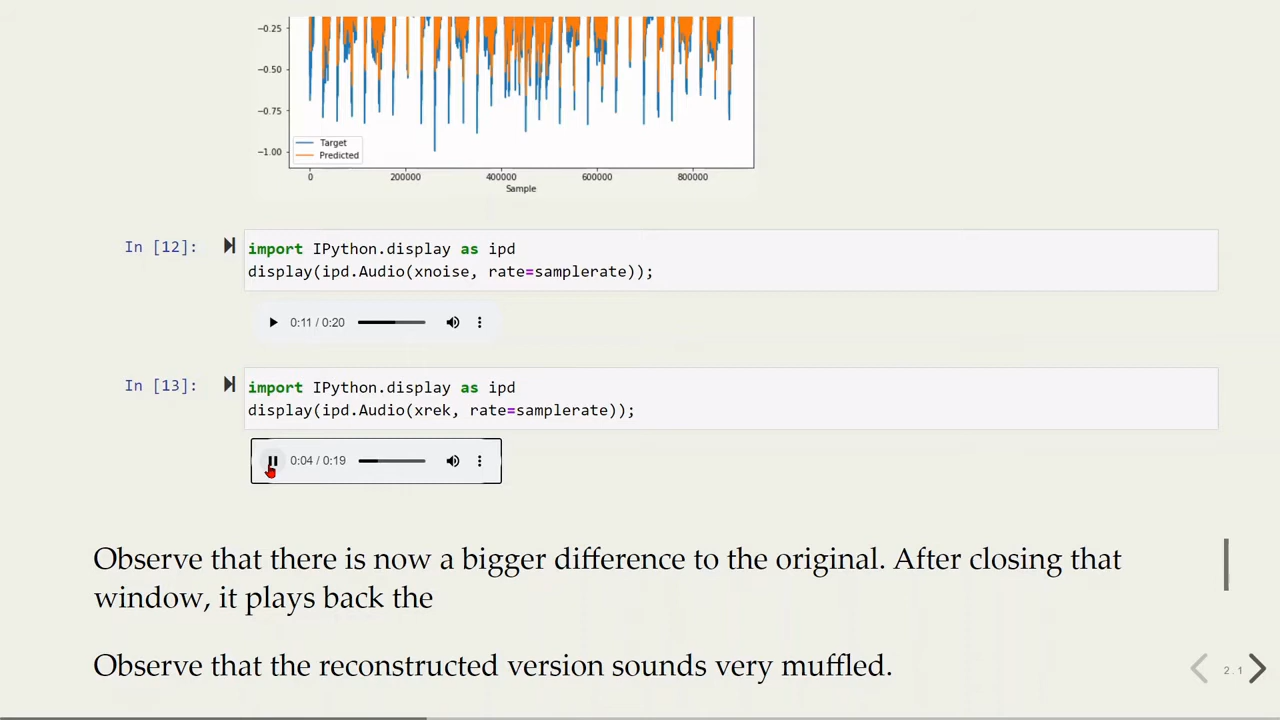 −0.25
−0.50
−0.75
−1.00
Target
Predicted
0 200000 400000 600000 800000
Sample
In [12]:
import IPython.display as ipd
display(ipd.Audio(xnoise, rate=samplerate));
0:11 / 0:20
In [13]:
import IPython.display as ipd
display(ipd.Audio(xrek, rate=samplerate));
0:04 / 0:19
Observe that there is now a bigger difference to the original. After closing that
window, it plays back the
Observe that the reconstructed version sounds very muffled.
2.1